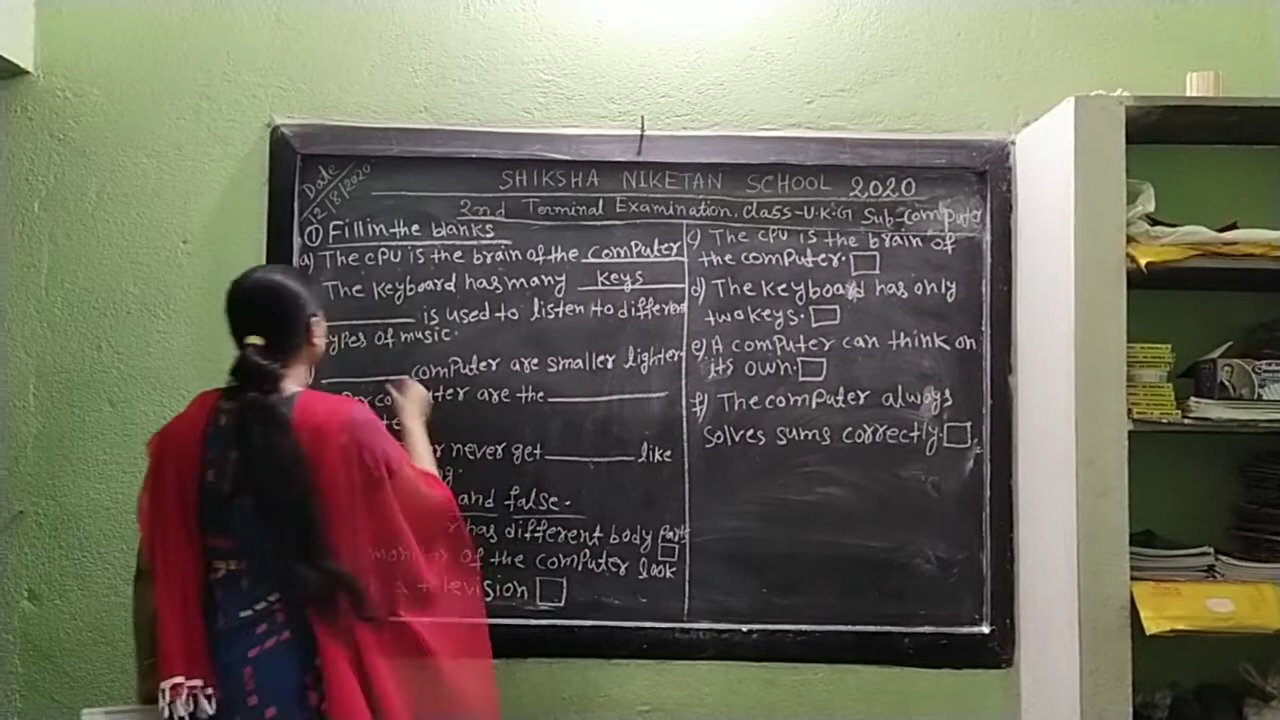 Date
12/8/2020
SHIKSHA NIKETAN SCHOOL 2020
2nd Terminal Examination, class-U.K.G Sub-Computer
① Fill in the blanks
a) The CPU is the brain of the computer
The Keyboard has many keys
is used to listen to different
types of music.
computer are smaller lighter
are the
never get like
and false.
has different body parts
monitor of the computer look
a television
c) The CPU is the brain of
the computer.
d) The Keyboard has only
two keys.
e) A computer can think on
its own.
f) The computer always
solves sums correctly.